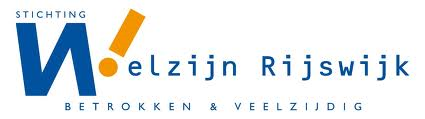 STICHTING
Welzijn Rijswijk
BETROKKEN & VEELZIJDIG